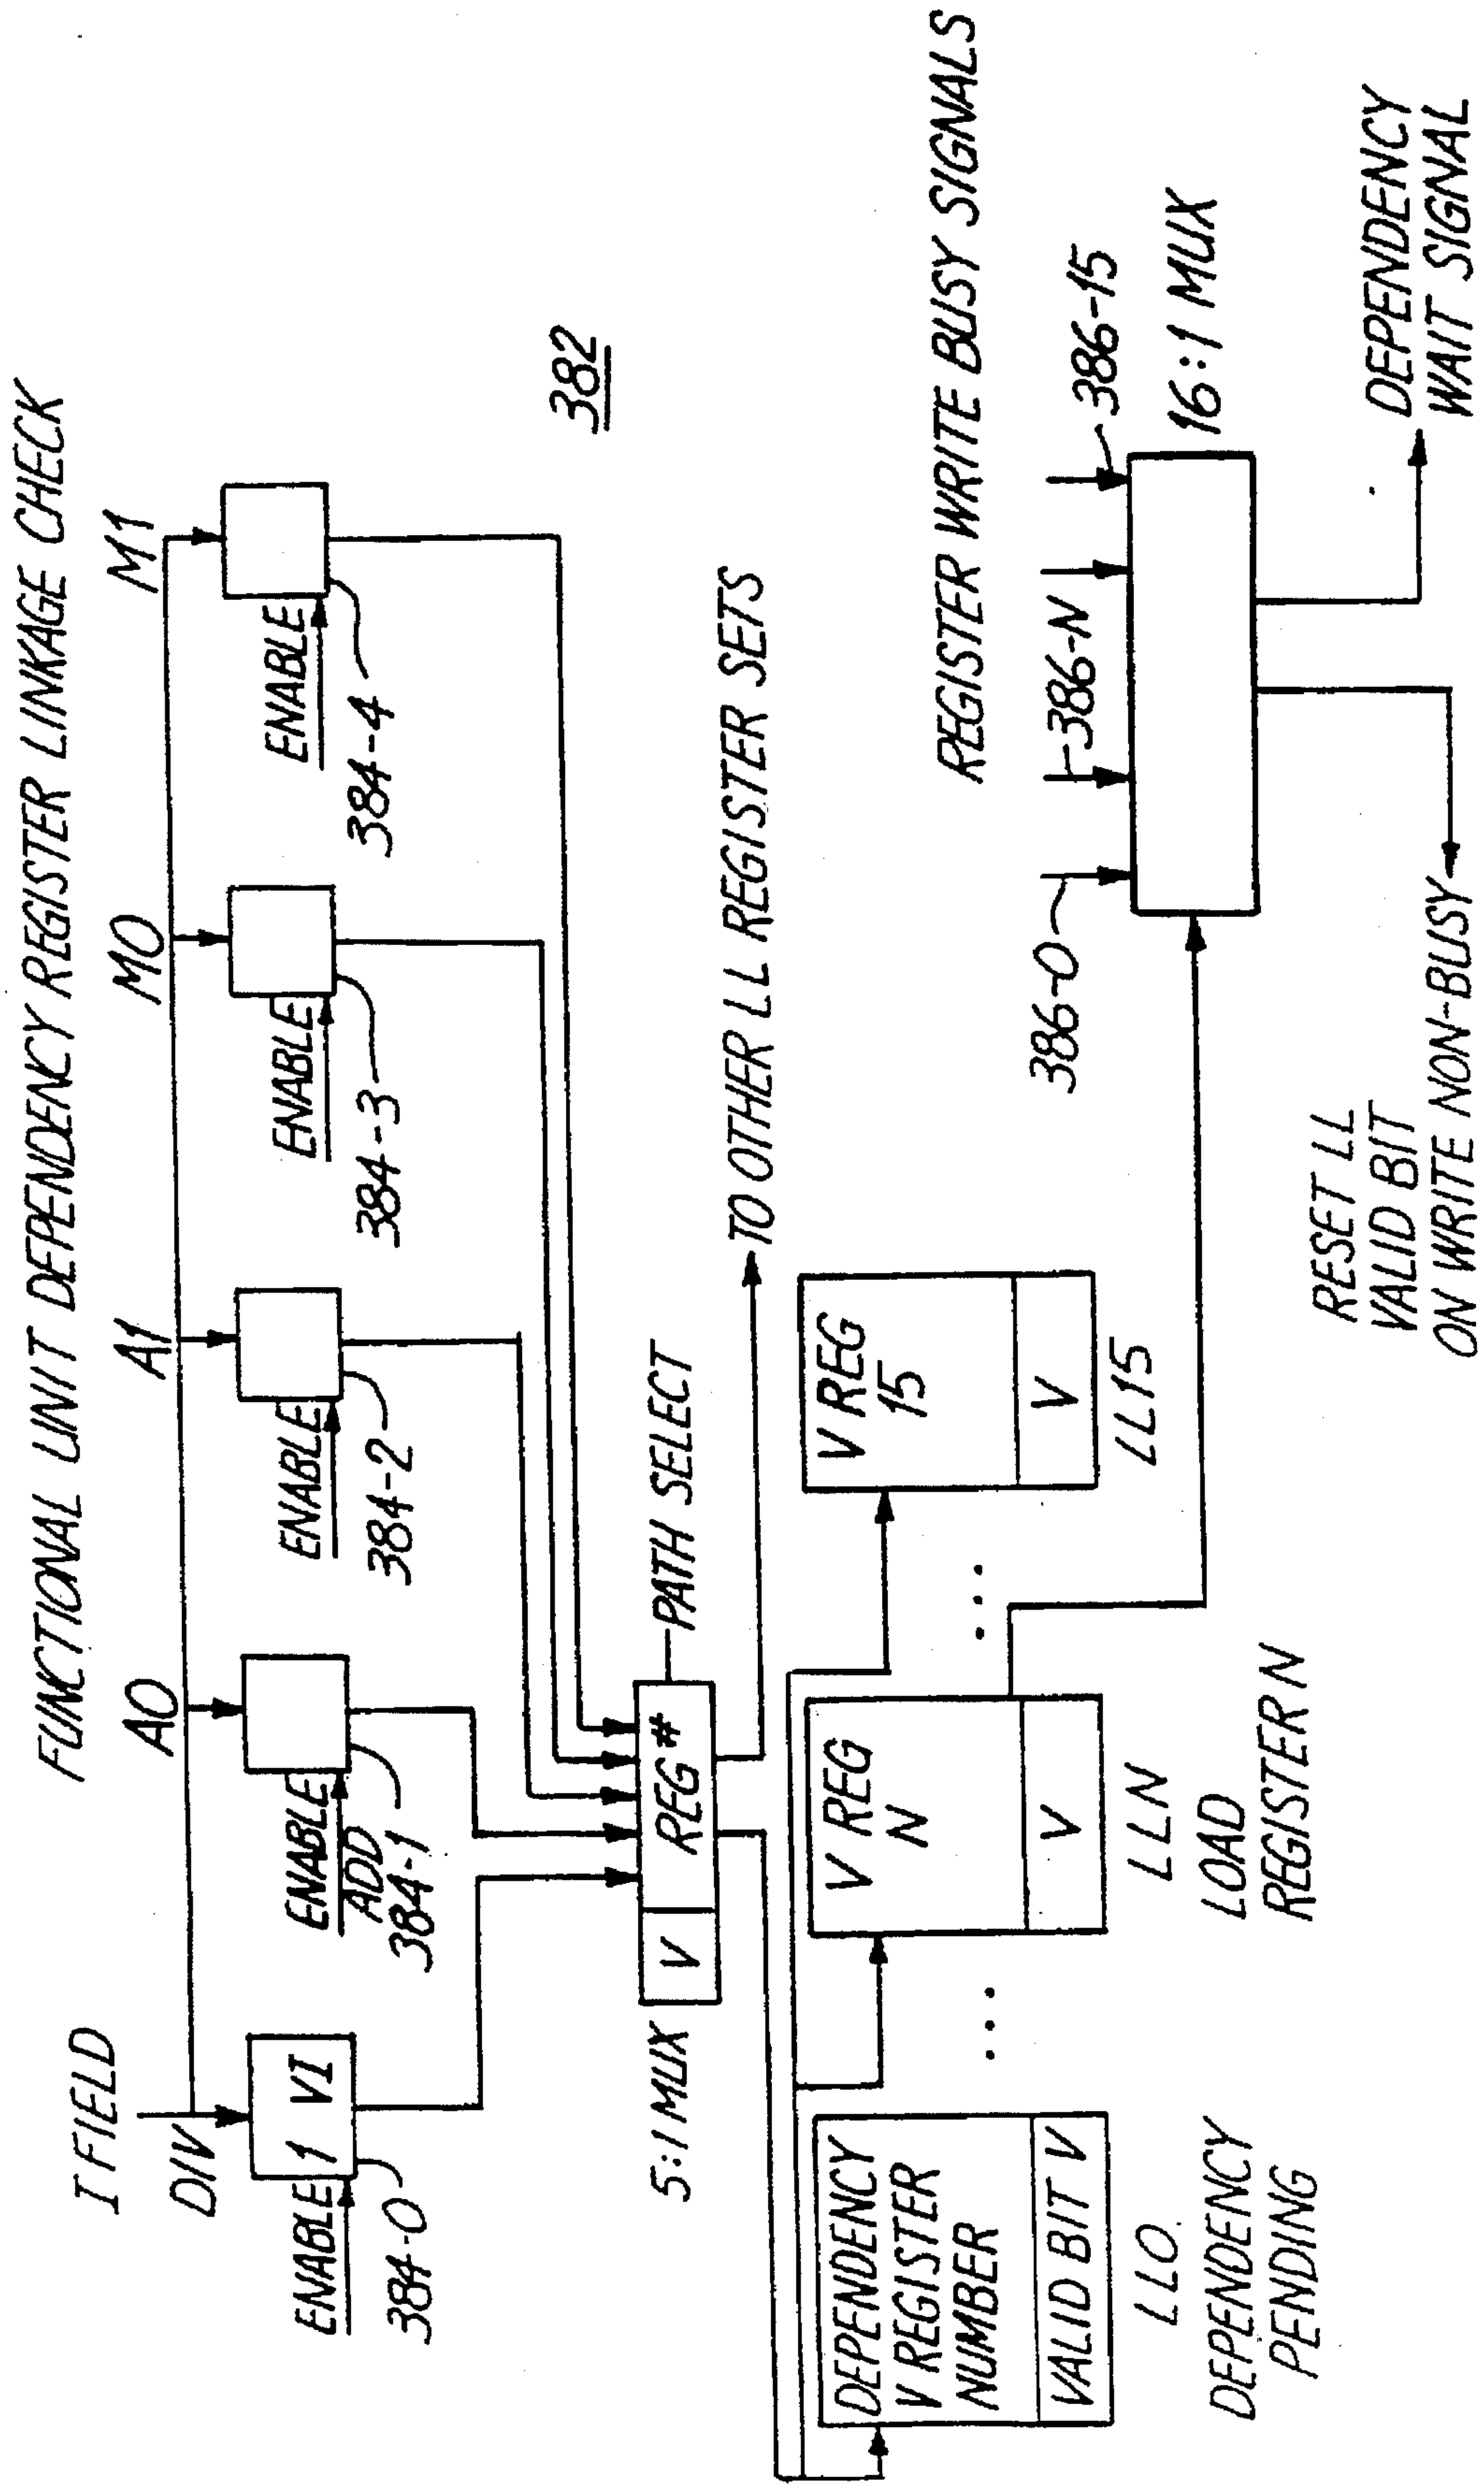 FUNCTIONAL UNIT DEPENDENCY REGISTER LINKAGE CHECK
I FIELD
DIV
A0
A1
M0
M1
ENABLE
1 VI
384-0
ENABLE
ADD
384-1
ENABLE
384-2
ENABLE
384-3
ENABLE
384-4
382
5:1 MUX
V
REG #
PATH SELECT
TO OTHER LL REGISTER SETS
DEPENDENCY
V REGISTER
NUMBER
VALID BIT V
LLO
DEPENDENCY
PENDING
...
V REG
N
V
LLN
LOAD
REGISTER N
...
V REG
15
V
LL15
REGISTER WRITE BUSY SIGNALS
386-0
386-N
386-15
16:1 MUX
RESET LL
VALID BIT
ON WRITE NON-BUSY
DEPENDENCY
WAIT SIGNAL